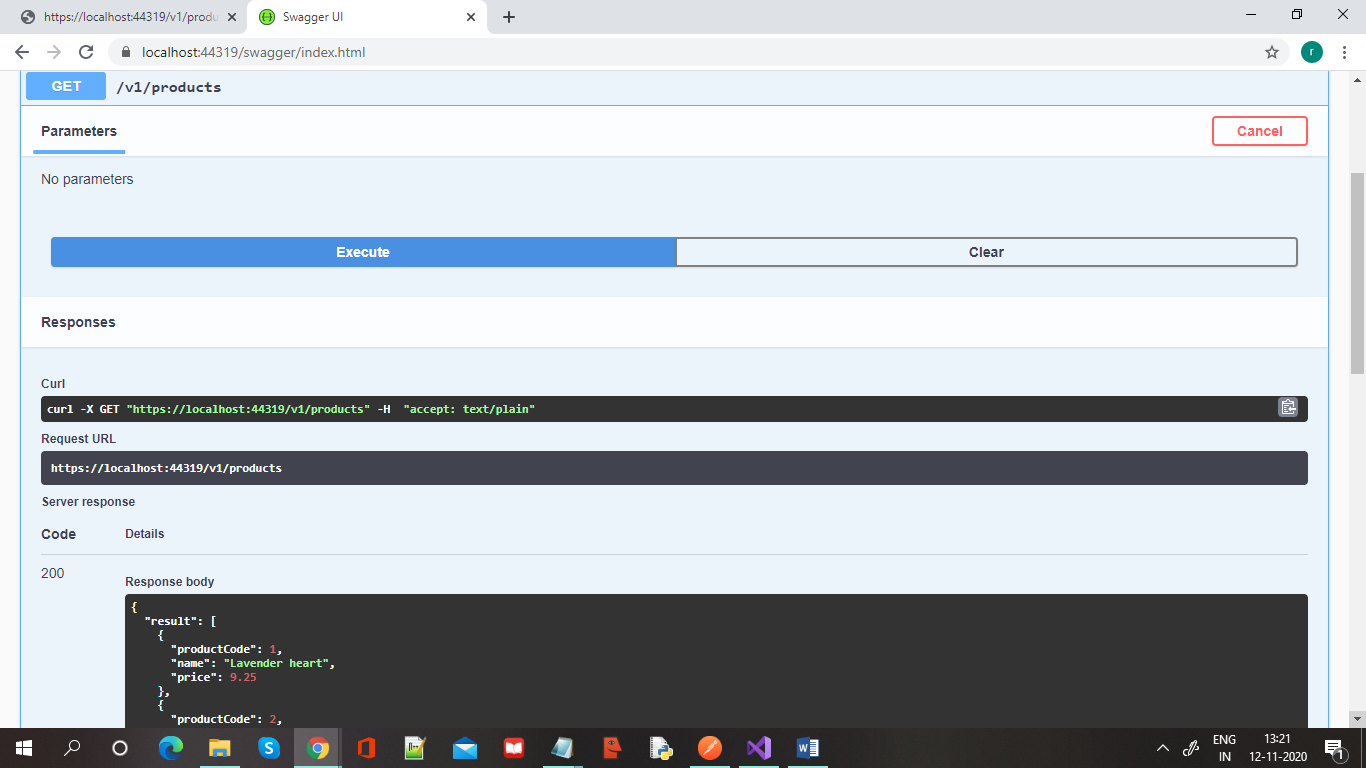 https://localhost:44319/v1/produ
Swagger UI
localhost:44319/swagger/index.html
r
GET /v1/products
Parameters
Cancel
No parameters
Execute
Clear
Responses
Curl
curl -X GET "https://localhost:44319/v1/products" -H  "accept: text/plain"
Request URL
https://localhost:44319/v1/products
Server response
Code
Details
200
Response body
{
"result": [
{
"productCode": 1,
"name": "Lavender heart",
"price": 9.25
},
{
"productCode": 2,
ENG
IN
13:21
12-11-2020
1